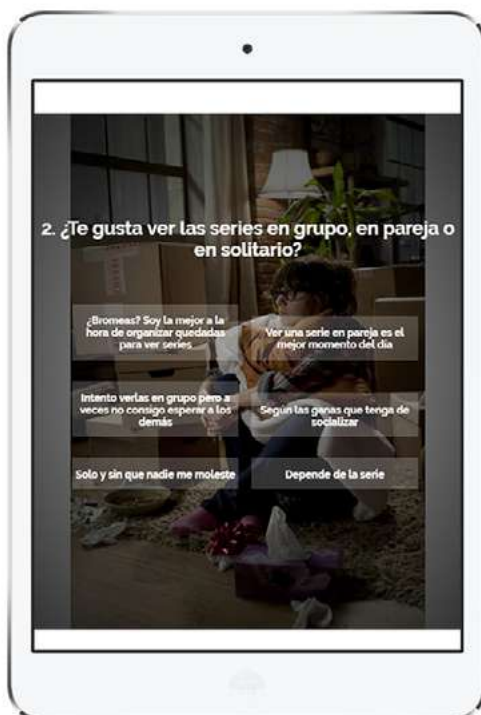 2. ¿Te gusta ver las series en grupo, en pareja o
en solitario?
¿Bromeas? Soy la mejor a la
hora de organizar quedadas
para ver series
Ver una serie en pareja es el
mejor momento del día
Intento verlas en grupo pero a
veces no consigo esperar a los
demás
Según las ganas que tenga de
socializar
Solo y sin que nadie me moleste
Depende de la serie